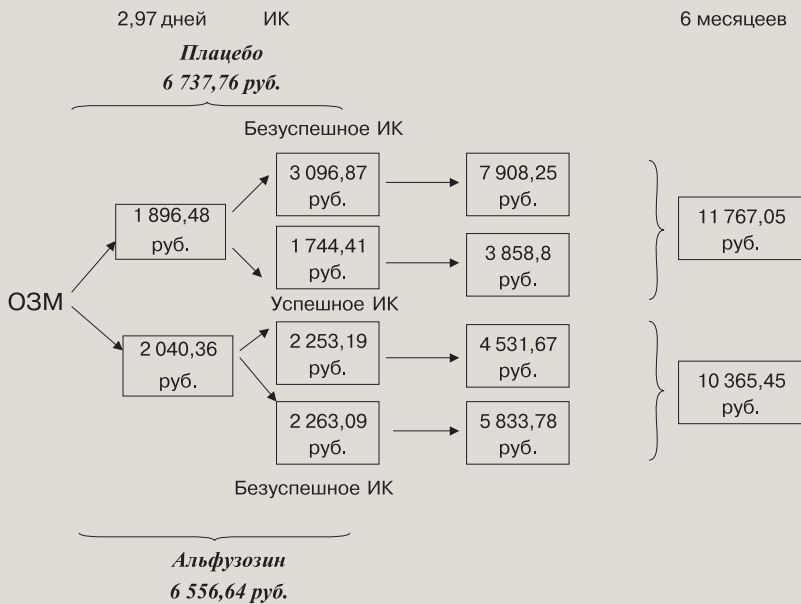 2,97 дней ИК 6 месяцеев
Плацебо
6 737,76 руб.
Безуспешное ИК
3 096,87
руб.
7 908,25
руб.
1 896,48
руб.
11 767,05
руб.
1 744,41
руб.
3 858,8
руб.
ОЗМ
Успешное ИК
2 040,36
руб.
2 253,19
руб.
4 531,67
руб.
10 365,45
руб.
2 263,09
руб.
5 833,78
руб.
Безуспешное ИК
Альфузозин
6 556,64 руб.